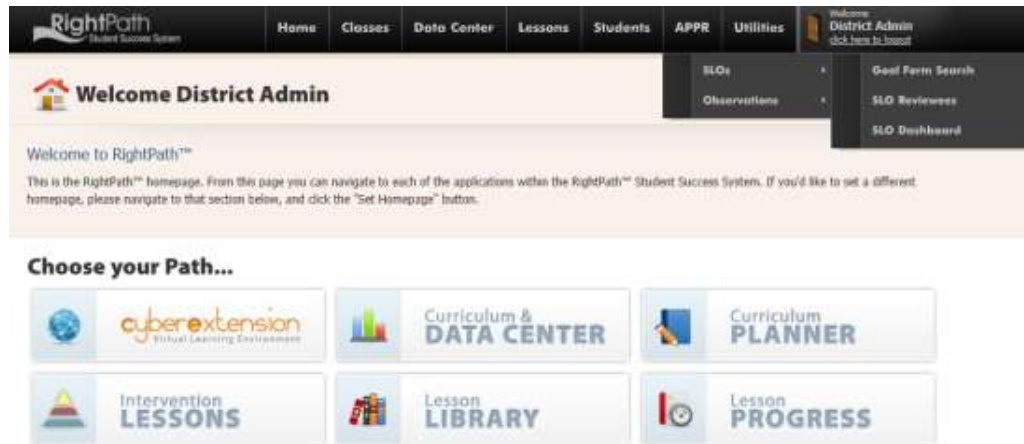 RightPath
Student Success System
Home Classes Data Center Lessons Students APPR Utilities
Welcome
District Admin
click here to logout
SLOs
Observations
Goal Form Search
SLO Reviewees
SLO Dashboard
Welcome District Admin
Welcome to RightPath™
This is the RightPath™ homepage. From this page you can navigate to each of the applications within the RightPath™ Student Success System. If you'd like to set a different
homepage, please navigate to that section below, and click the "Set Homepage" button.
Choose your Path...
cyberextension
Virtual Learning Environment
Curriculum &
DATA CENTER
Curriculum
PLANNER
Intervention
LESSONS
Lesson
LIBRARY
Lesson
PROGRESS